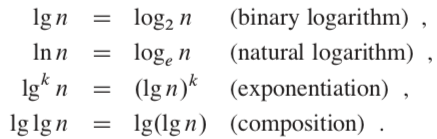 lg n = log₂ n (binary logarithm) ,
ln n = logₑ n (natural logarithm) ,
lgᵏ n = (lg n)ᵏ (exponentiation) ,
lg lg n = lg(lg n) (composition) .